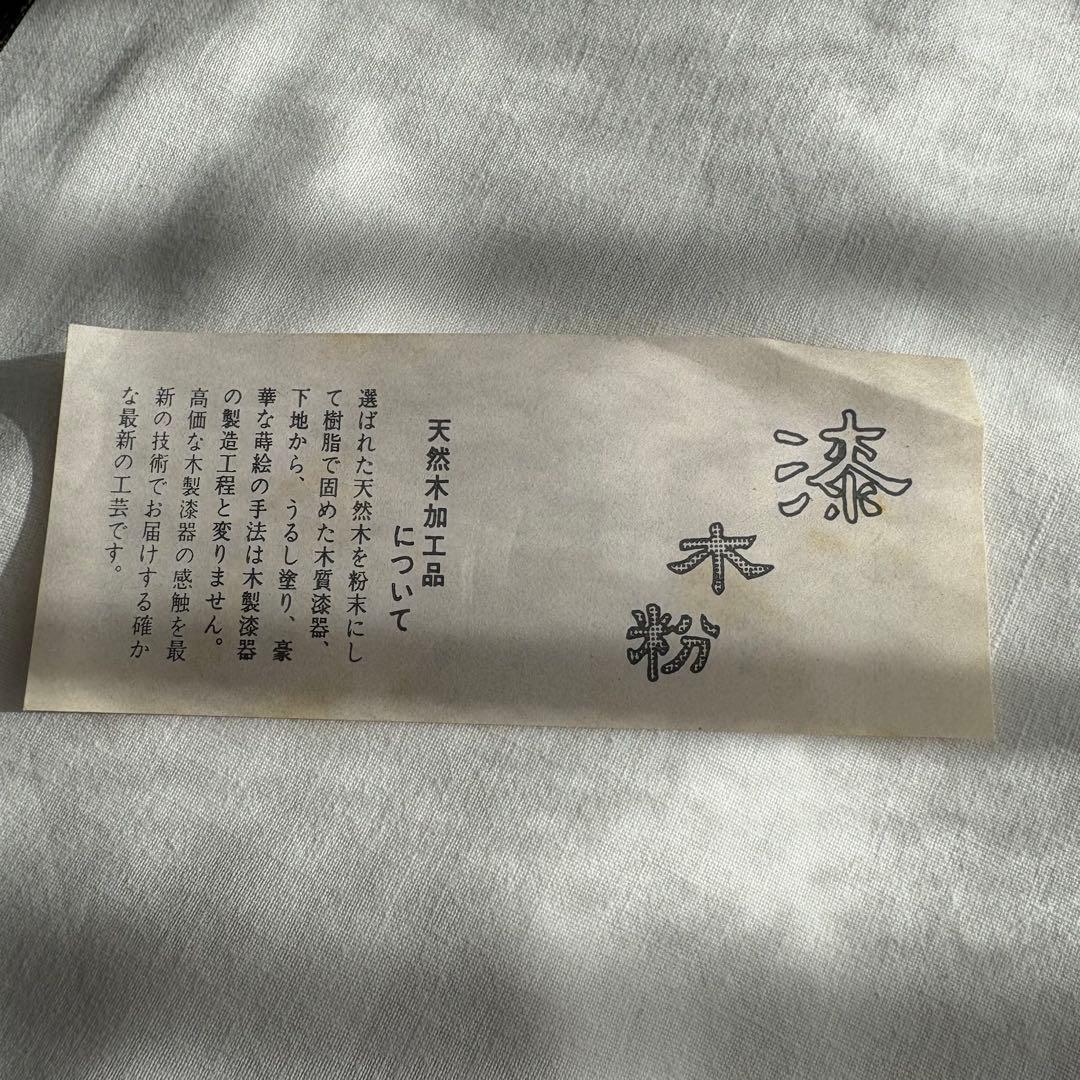 漆
木
粉
天然木加工品
について
選ばれた天然木を粉末にし
て樹脂で固めた木質漆器、
下地から、うるし塗り、豪
華な蒔絵の手法は木製漆器
の製造工程と変りません。
高価な木製漆器の感触を最
新の技術でお届けする確か
な最新の工芸です。